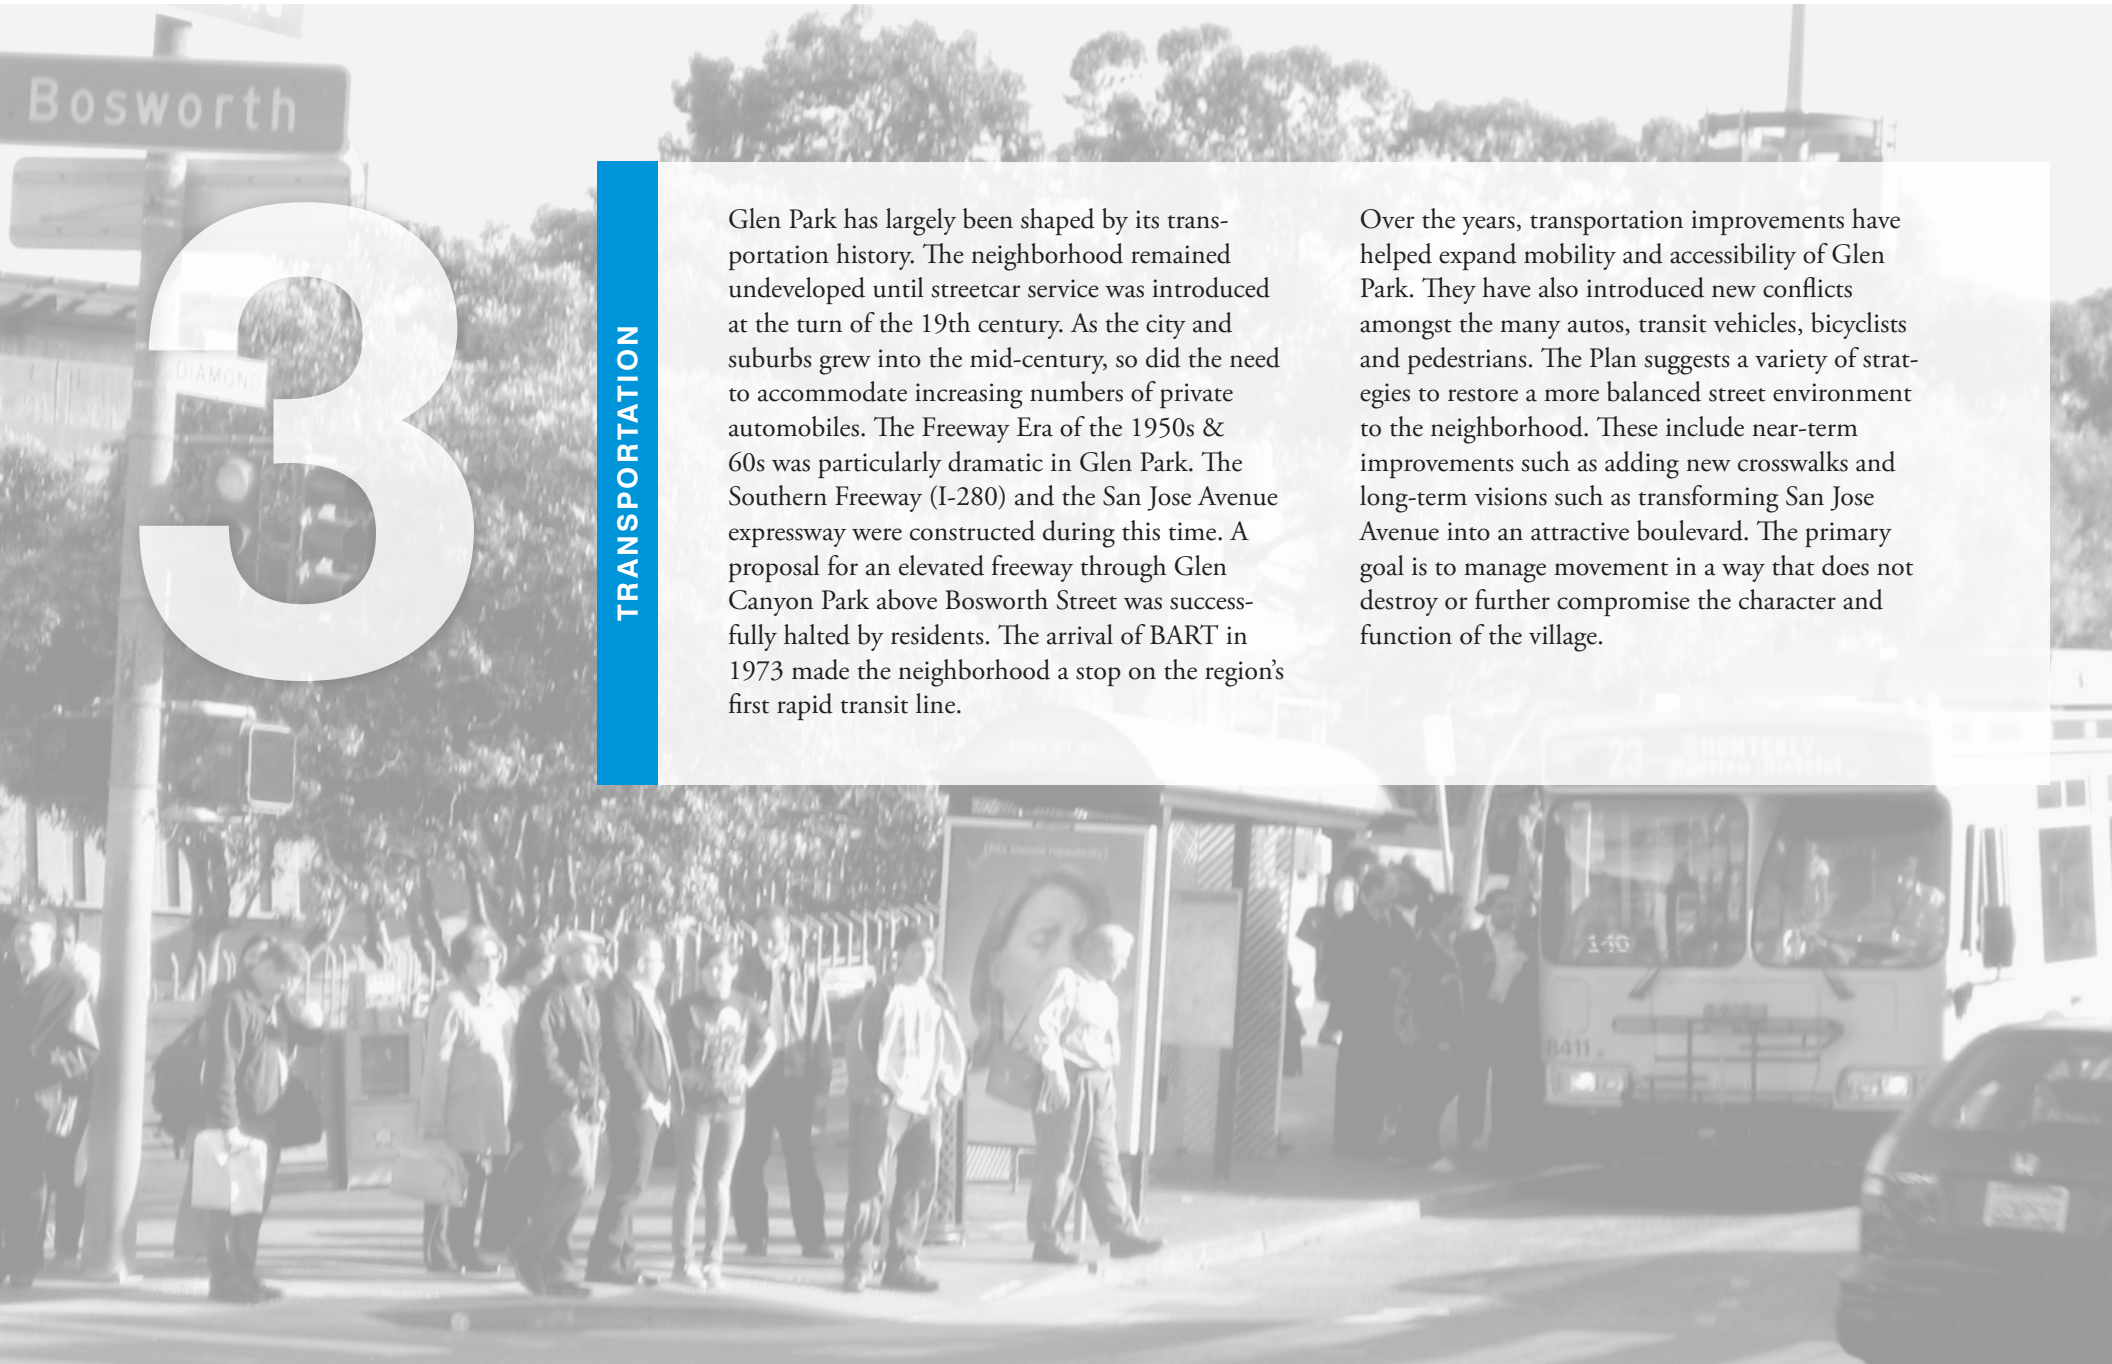 Bosworth
3
DIAMOND
TRANSPORTATION
Glen Park has largely been shaped by its trans-
portation history. The neighborhood remained
undeveloped until streetcar service was introduced
at the turn of the 19th century. As the city and
suburbs grew into the mid-century, so did the need
to accommodate increasing numbers of private
automobiles. The Freeway Era of the 1950s &
60s was particularly dramatic in Glen Park. The
Southern Freeway (I-280) and the San Jose Avenue
expressway were constructed during this time. A
proposal for an elevated freeway through Glen
Canyon Park above Bosworth Street was success-
fully halted by residents. The arrival of BART in
1973 made the neighborhood a stop on the region’s
first rapid transit line.
Over the years, transportation improvements have
helped expand mobility and accessibility of Glen
Park. They have also introduced new conflicts
amongst the many autos, transit vehicles, bicyclists
and pedestrians. The Plan suggests a variety of strat-
egies to restore a more balanced street environment
to the neighborhood. These include near-term
improvements such as adding new crosswalks and
long-term visions such as transforming San Jose
Avenue into an attractive boulevard. The primary
goal is to manage movement in a way that does not
destroy or further compromise the character and
function of the village.
23 MONTEREY
Bayview District
140
8411